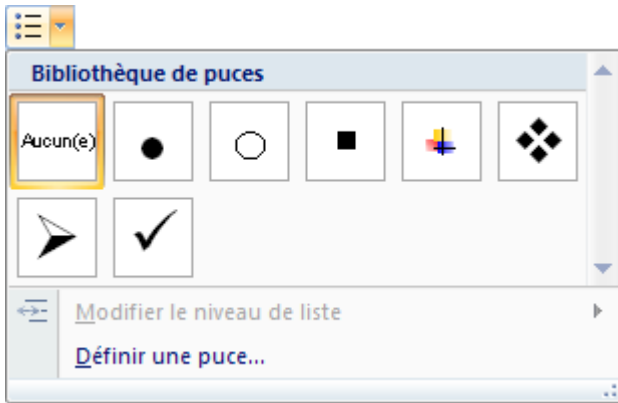 Bibliothèque de puces
Aucun(e)
Modifier le niveau de liste
Définir une puce...